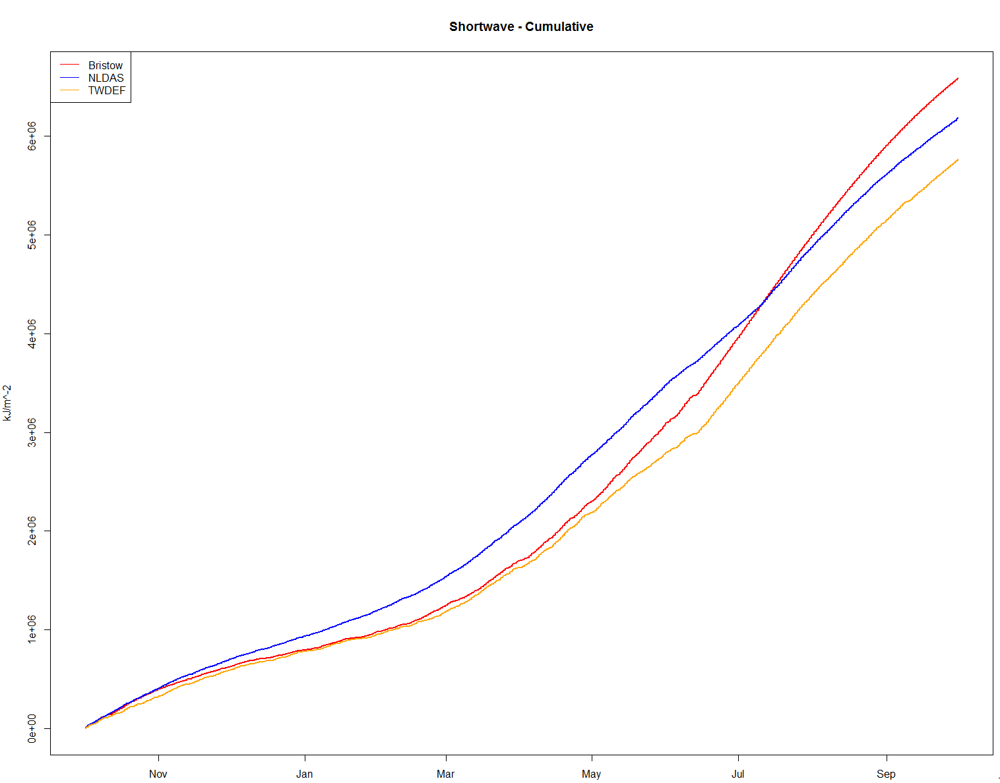 Shortwave - Cumulative
Bristow
NLDAS
TWDEF
kJ/m^-2
6e+06
5e+06
4e+06
3e+06
2e+06
1e+06
0e+00
Nov Jan Mar May Jul Sep